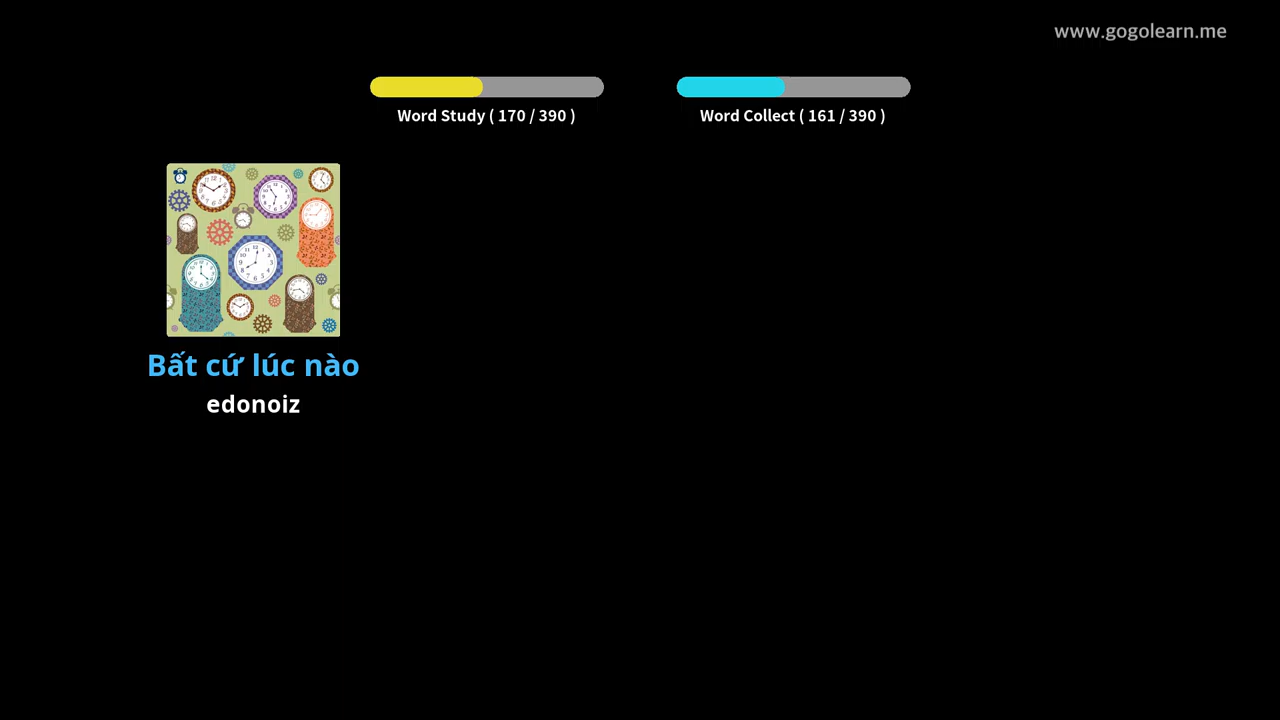 www.gogolearn.me
Word Study ( 170 / 390 )
Word Collect ( 161 / 390 )
Bất cứ lúc nào
edonoiz